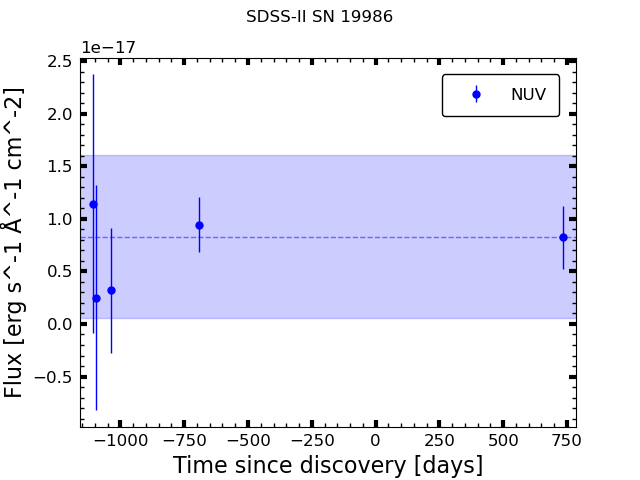 SDSS-II SN 19986
1e−17
2.5
2.0
1.5
1.0
0.5
0.0
−0.5
NUV
−1000 −750 −500 −250 0 250 500 750
Time since discovery [days]
Flux [erg s^-1 Å^-1 cm^-2]